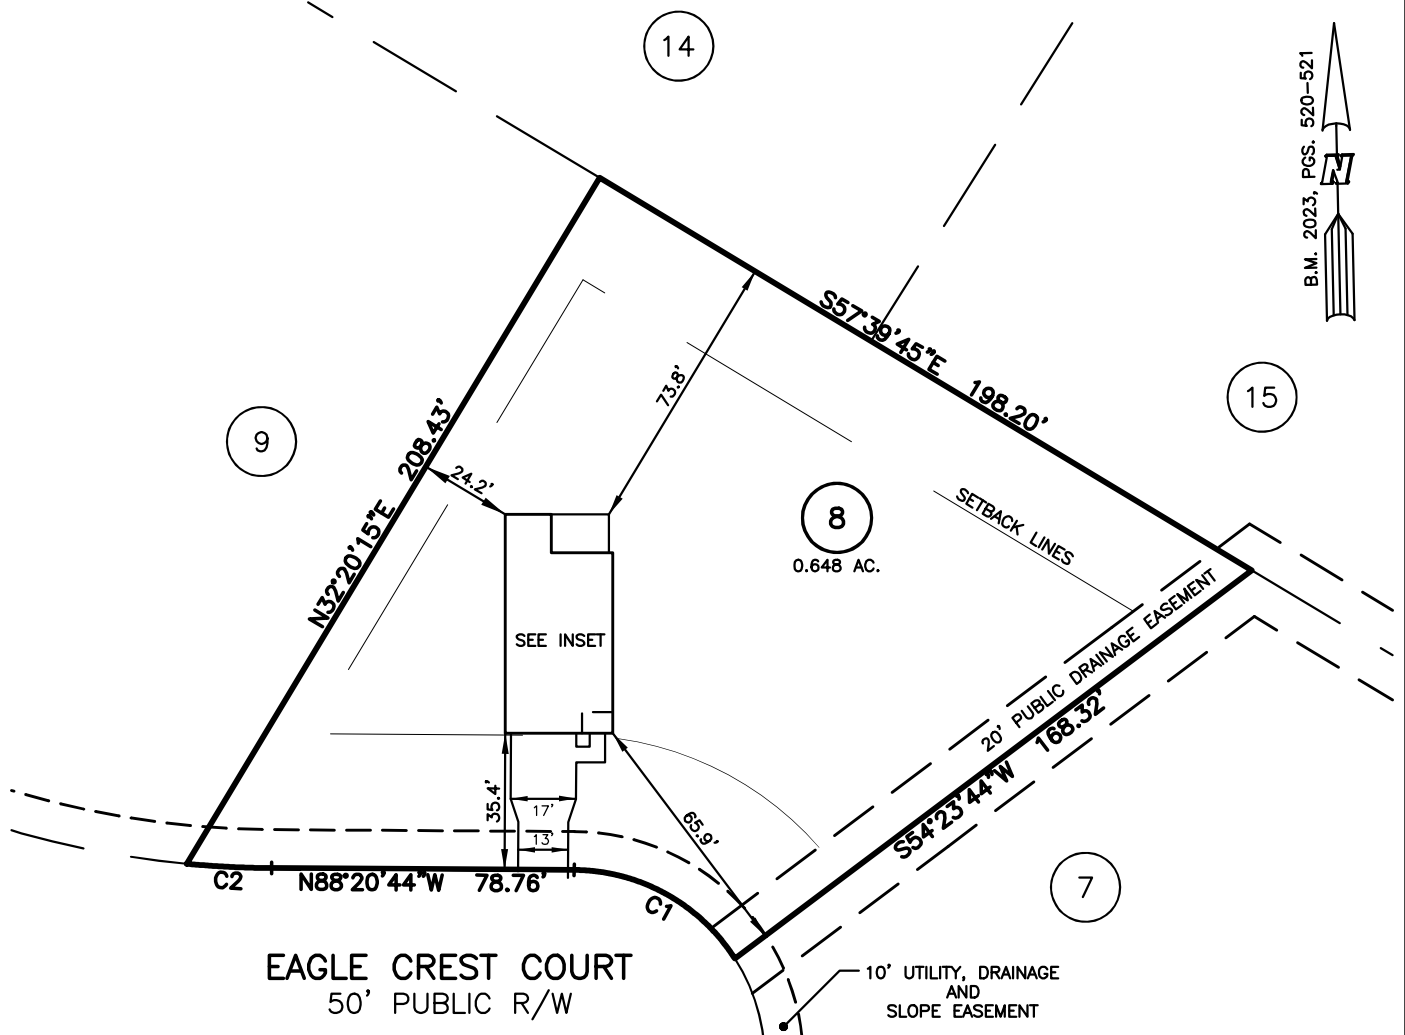 14
B.M. 2023, PGS. 520-521
N
S57°39'45"E 198.20'
15
9
N32°20'15"E 208.43'
24.2'
73.8'
8
0.648 AC.
SETBACK LINES
SEE INSET
20' PUBLIC DRAINAGE EASEMENT
S54°23'44"W 168.32'
35.4'
17'
13'
65.9'
C2
N88°20'44"W 78.76'
C1
7
EAGLE CREST COURT
50' PUBLIC R/W
10' UTILITY, DRAINAGE
AND
SLOPE EASEMENT